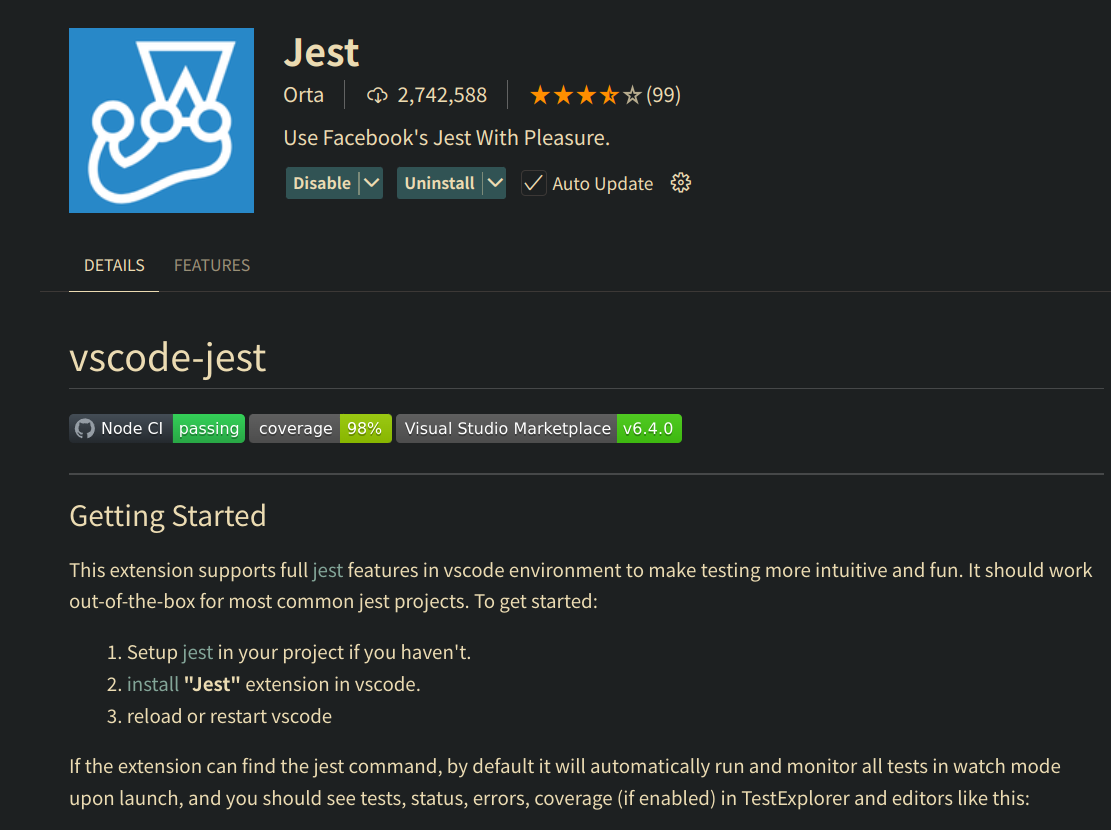 Jest
Orta
2,742,588
(99)
Use Facebook's Jest With Pleasure.
Disable
Uninstall
Auto Update
DETAILS
FEATURES
vscode-jest
Node CI passing
coverage 98%
Visual Studio Marketplace v6.4.0
Getting Started
This extension supports full jest features in vscode environment to make testing more intuitive and fun. It should work
out-of-the-box for most common jest projects. To get started:
1. Setup jest in your project if you haven't.
2. install "Jest" extension in vscode.
3. reload or restart vscode
If the extension can find the jest command, by default it will automatically run and monitor all tests in watch mode
upon launch, and you should see tests, status, errors, coverage (if enabled) in TestExplorer and editors like this: